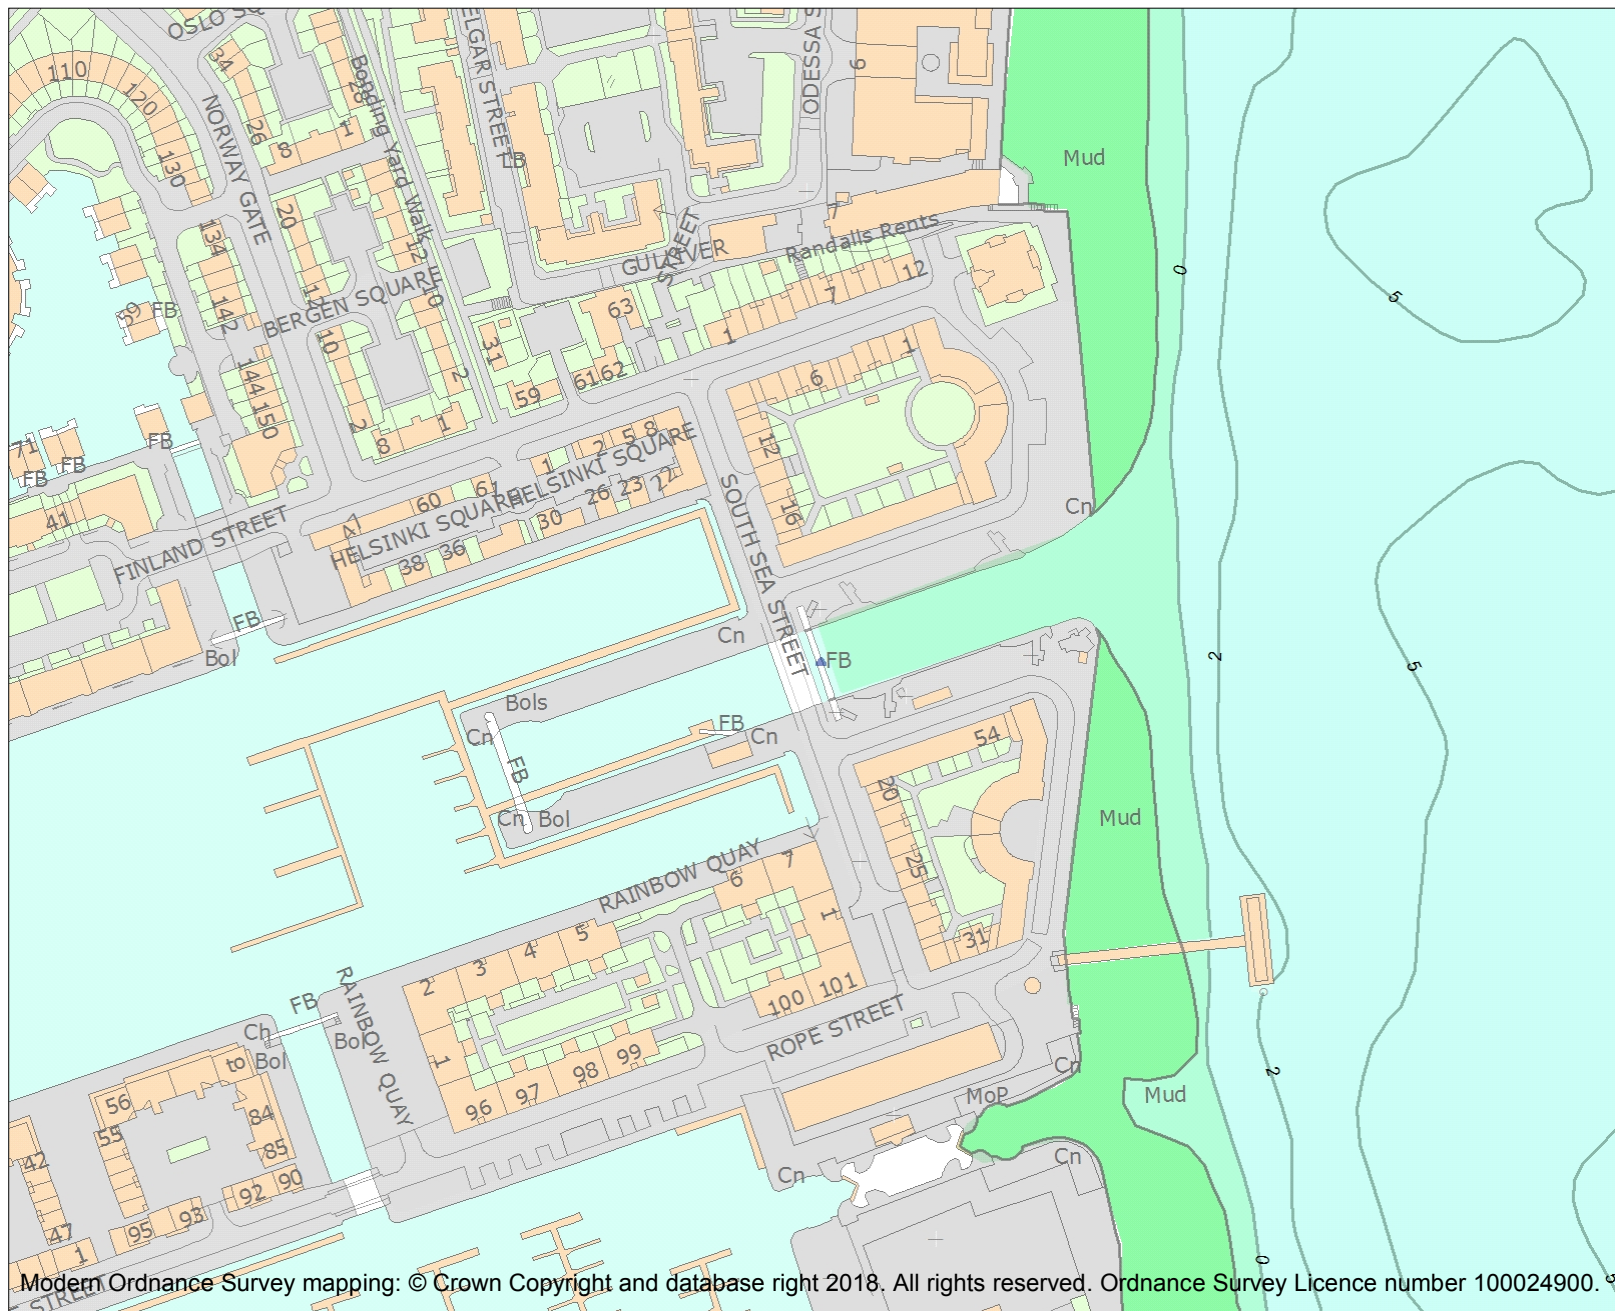 OSLO SQ
ELGAR STREET
ODESSA S
9
34
110
28
Bonding Yard Walk
120
NORWAY GATE
26
8
1
LB
130
Mud
20
7
134
Randalls Rents
STREET
GULLIVER
12
12
0
12
10
5
7
BERGEN SQUARE
142
59
FB
63
1
10
31
1
144
2
6
61
62
59
150
2
8
1
12
FB
71
FB
FB
2
5
8
1
HELSINKI SQUARE
61
22
23
26
60
SOUTH SEA STREET
16
Cn
41
47
30
HELSINKI SQUARE
FINLAND STREET
36
38
FB
Cn
Bol
FB
2
5
Bols
FB
Cn
Cn
54
FB
20
Cn
Bol
Mud
RAINBOW QUAY
7
6
25
1
5
4
31
3
2
101
100
FB
RAINBOW QUAY
ROPE STREET
Ch
Bol
Bol
to
1
99
98
97
96
Cn
2
MoP
Mud
56
84
55
85
Cn
42
Cn
90
92
93
95
47
1
0
5
E STREET
Modern Ordnance Survey mapping: © Crown Copyright and database right 2018. All rights reserved. Ordnance Survey Licence number 100024900.